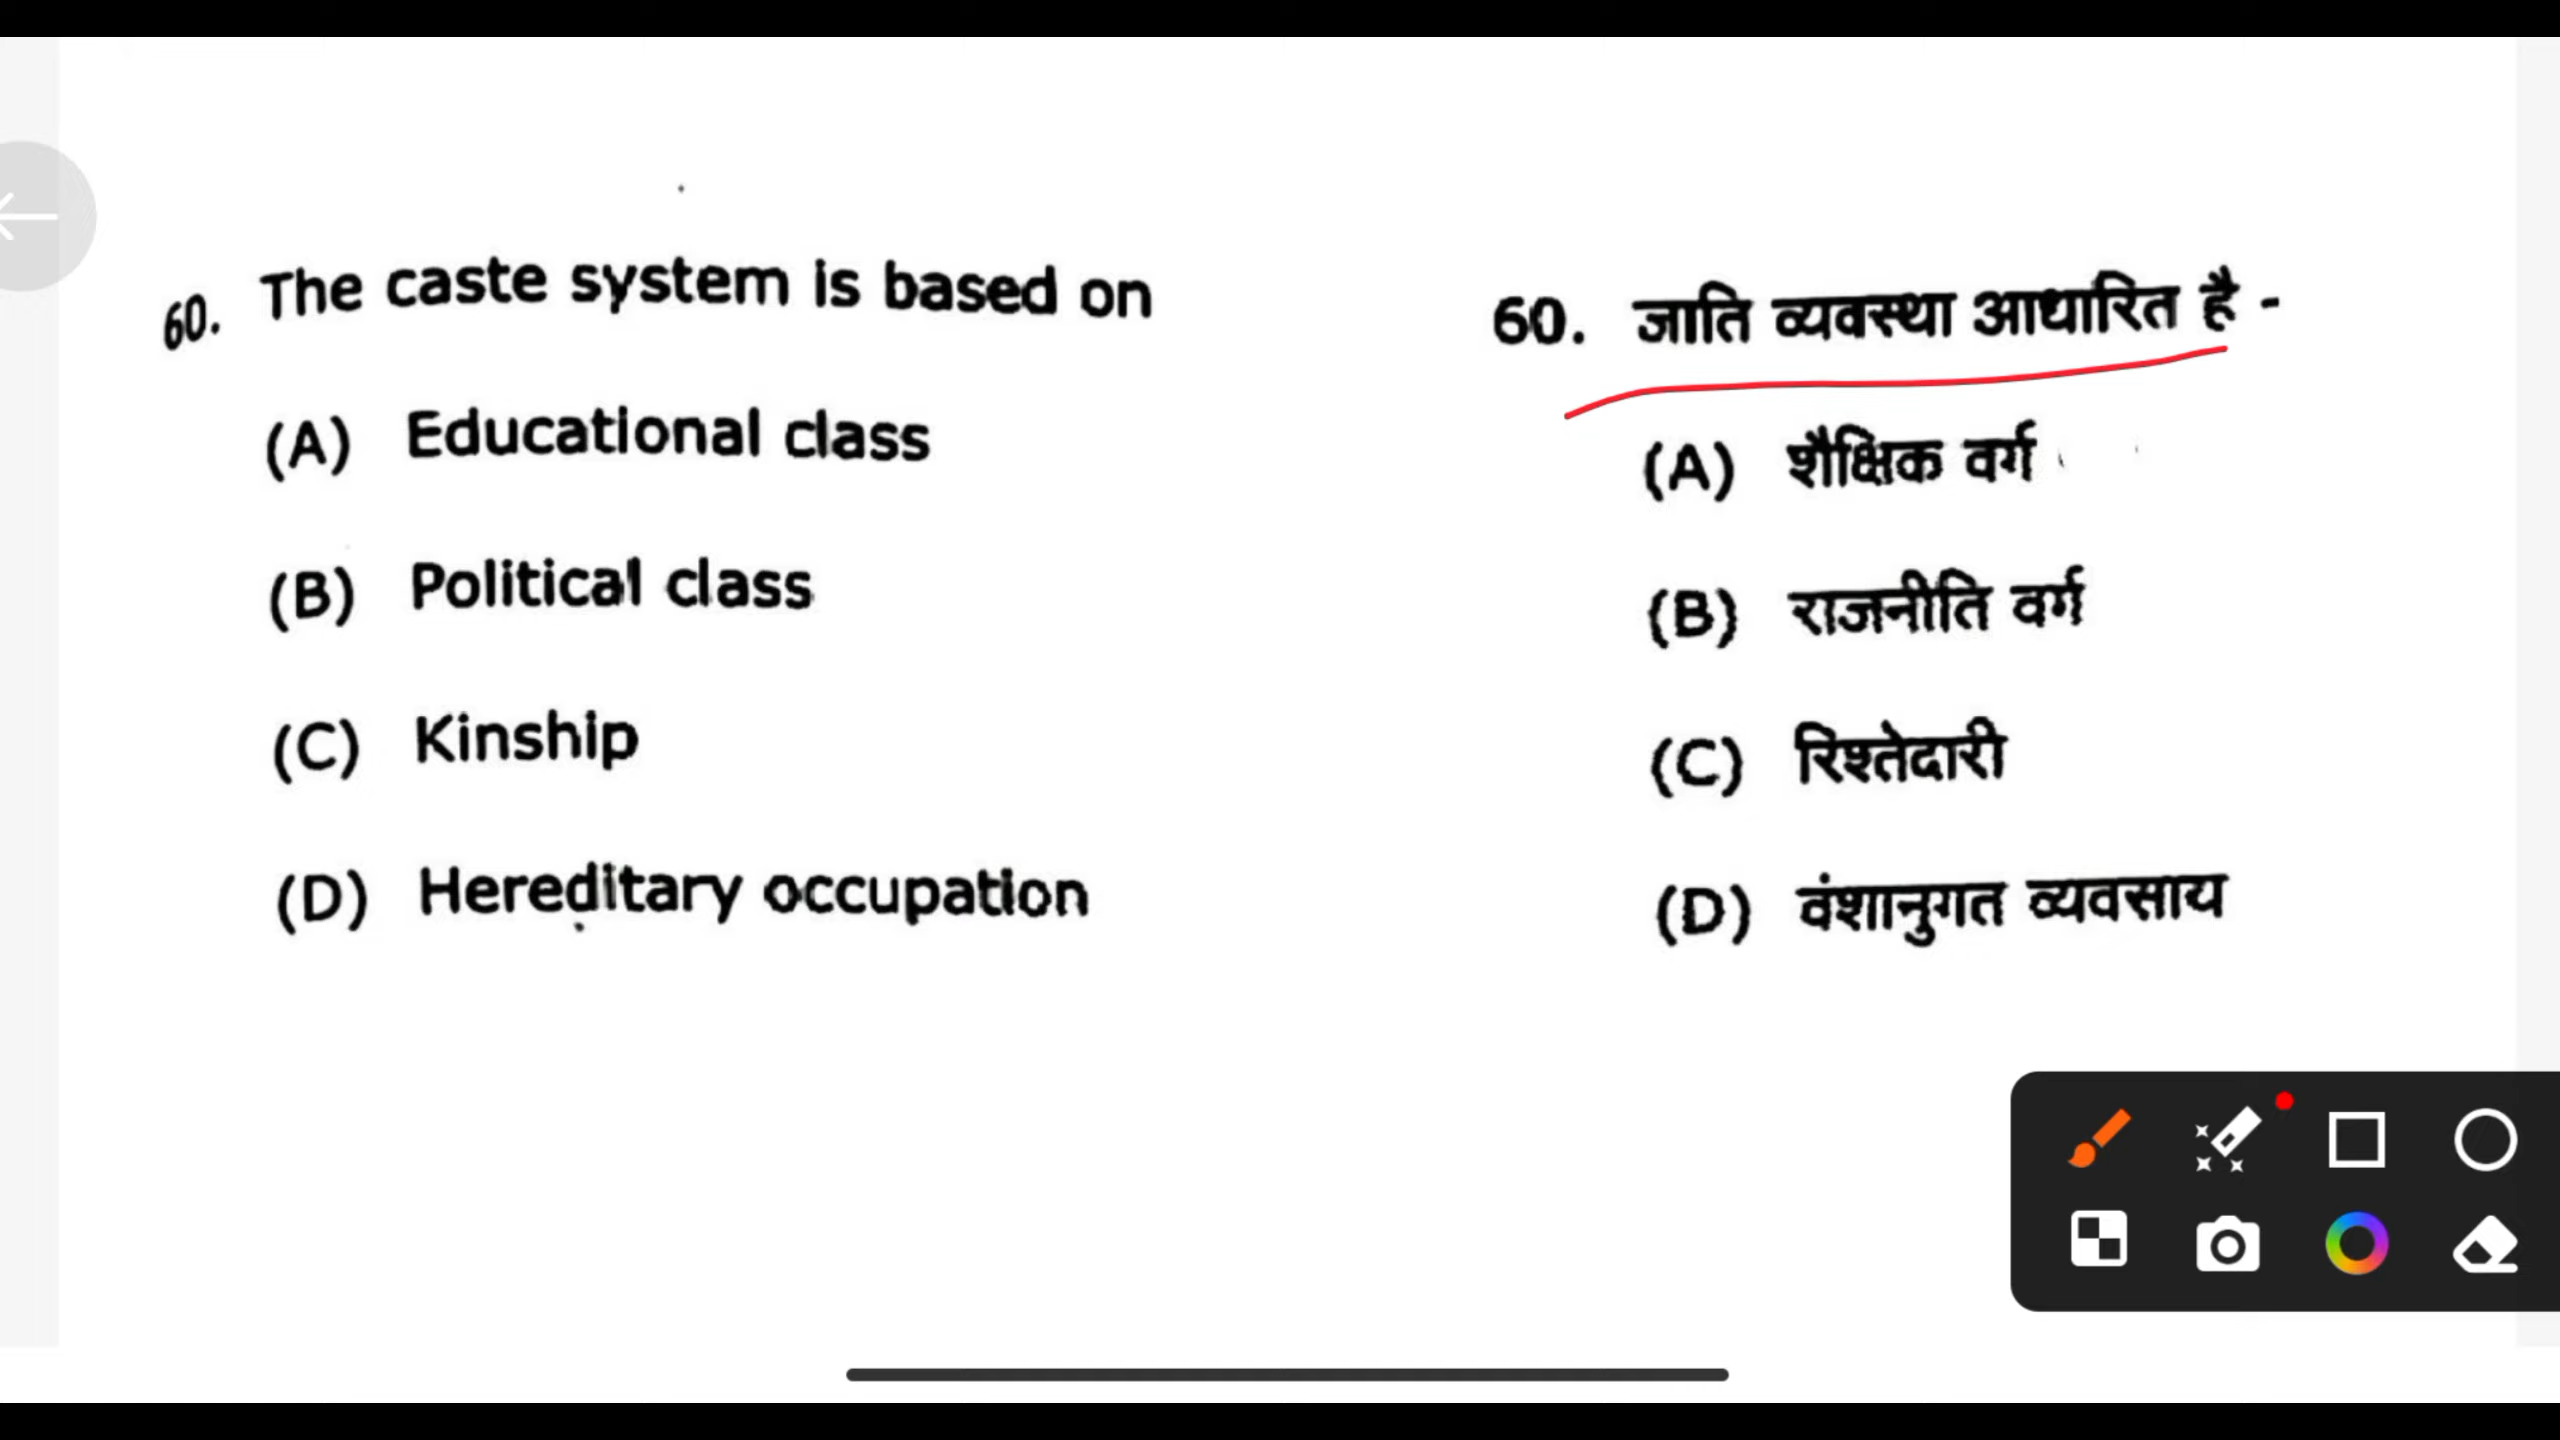 60. The caste system is based on
(A) Educational class
(B) Political class
(C) Kinship
(D) Hereditary occupation
60. जाति व्यवस्था आधारित है -
(A) शैक्षिक वर्ग
(B) राजनीति वर्ग
(C) रिश्तेदारी
(D) वंशानुगत व्यवसाय